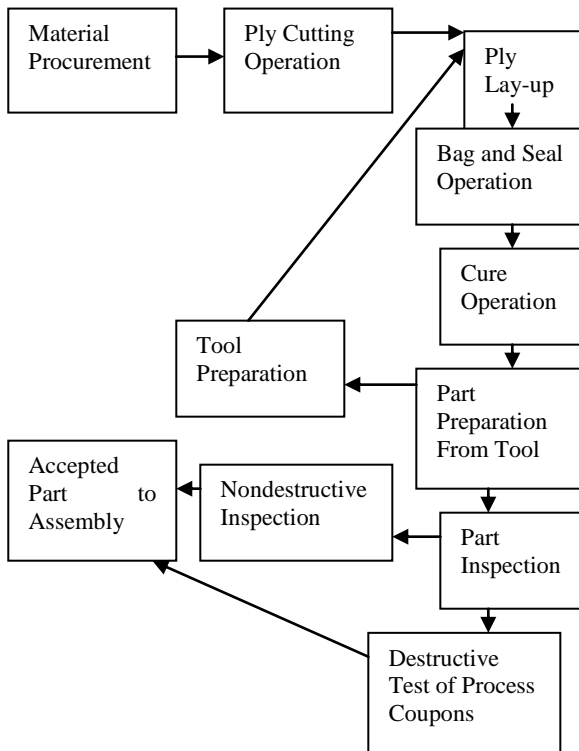 Material
Procurement
Ply Cutting
Operation
Ply
Lay-up
Bag and Seal
Operation
Cure
Operation
Tool
Preparation
Part
Preparation
From Tool
Accepted
Part to
Assembly
Nondestructive
Inspection
Part
Inspection
Destructive
Test of Process
Coupons